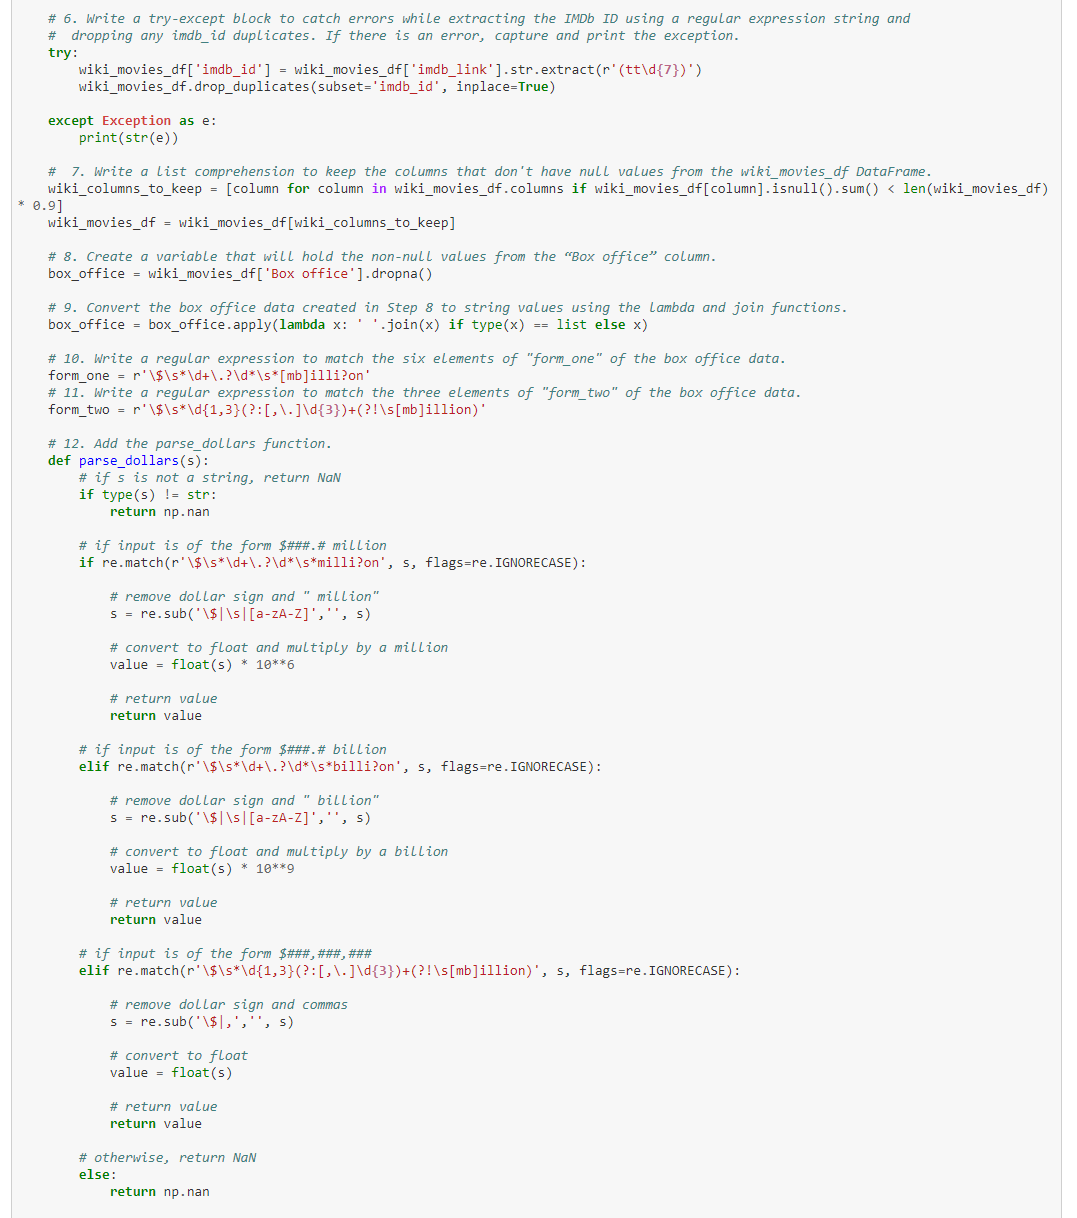 # 6. Write a try-except block to catch errors while extracting the IMDb ID using a regular expression string and
#  dropping any imdb_id duplicates. If there is an error, capture and print the exception.
try:
    wiki_movies_df['imdb_id'] = wiki_movies_df['imdb_link'].str.extract(r'(tt\d{7})')
    wiki_movies_df.drop_duplicates(subset='imdb_id', inplace=True)

except Exception as e:
    print(str(e))

#  7. Write a list comprehension to keep the columns that don't have null values from the wiki_movies_df DataFrame.
wiki_columns_to_keep = [column for column in wiki_movies_df.columns if wiki_movies_df[column].isnull().sum() < len(wiki_movies_df)
* 0.9]
wiki_movies_df = wiki_movies_df[wiki_columns_to_keep]

# 8. Create a variable that will hold the non-null values from the “Box office” column.
box_office = wiki_movies_df['Box office'].dropna()

# 9. Convert the box office data created in Step 8 to string values using the lambda and join functions.
box_office = box_office.apply(lambda x: ' '.join(x) if type(x) == list else x)

# 10. Write a regular expression to match the six elements of "form_one" of the box office data.
form_one = r'\$\s*\d+\.?\d*\s*[mb]illi?on'
# 11. Write a regular expression to match the three elements of "form_two" of the box office data.
form_two = r'\$\s*\d{1,3}(?:[,\.]\d{3})+(?!\s[mb]illion)'

# 12. Add the parse_dollars function.
def parse_dollars(s):
    # if s is not a string, return NaN
    if type(s) != str:
        return np.nan

    # if input is of the form $###.# million
    if re.match(r'\$\s*\d+\.?\d*\s*milli?on', s, flags=re.IGNORECASE):

        # remove dollar sign and " million"
        s = re.sub('\$|\s|[a-zA-Z]','', s)

        # convert to float and multiply by a million
        value = float(s) * 10**6

        # return value
        return value

    # if input is of the form $###.# billion
    elif re.match(r'\$\s*\d+\.?\d*\s*billi?on', s, flags=re.IGNORECASE):

        # remove dollar sign and " billion"
        s = re.sub('\$|\s|[a-zA-Z]','', s)

        # convert to float and multiply by a billion
        value = float(s) * 10**9

        # return value
        return value

    # if input is of the form $###,###,###
    elif re.match(r'\$\s*\d{1,3}(?:[,\.]\d{3})+(?!\s[mb]illion)', s, flags=re.IGNORECASE):

        # remove dollar sign and commas
        s = re.sub('\$|,','', s)

        # convert to float
        value = float(s)

        # return value
        return value

    # otherwise, return NaN
    else:
        return np.nan